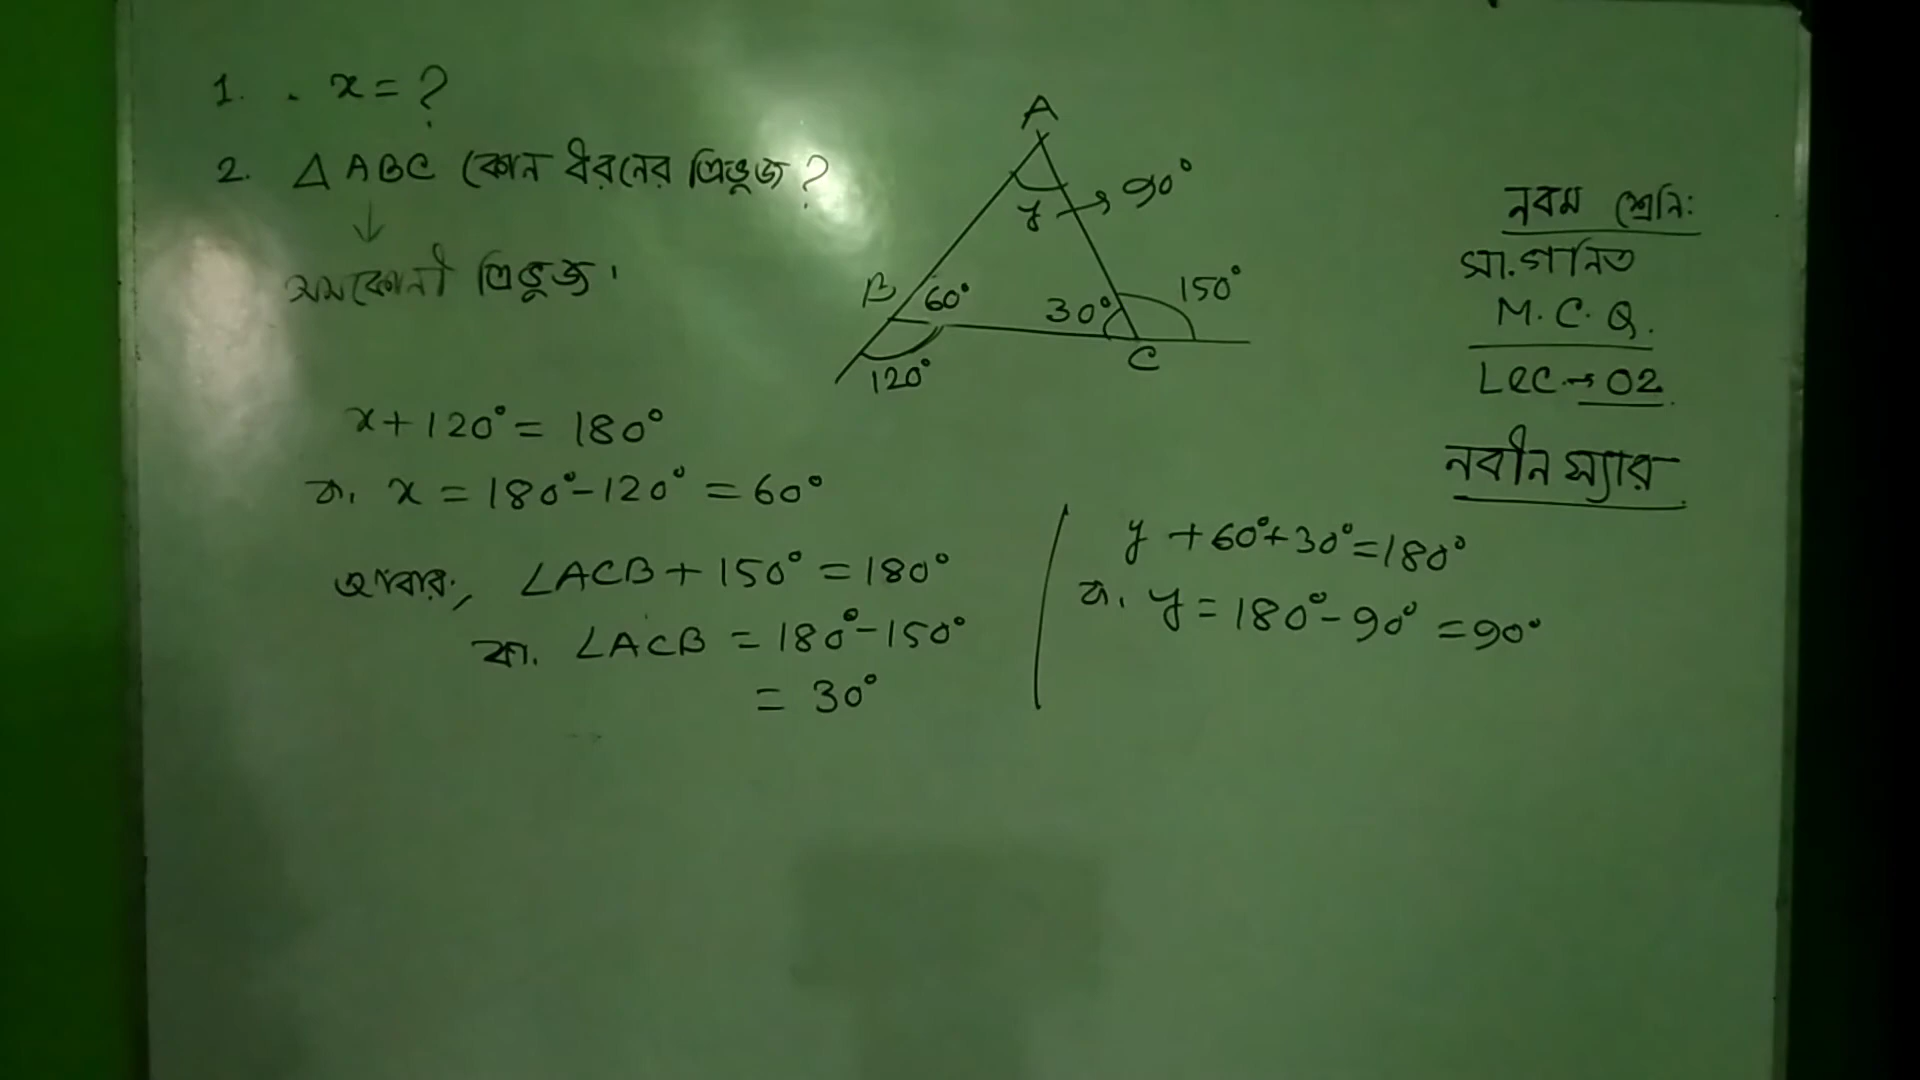 1. x = ?
2. △ ABC কোন ধরনের ত্রিভূজ ?
↓
সমকোনী ত্রিভূজ।
A
y → 90°
B 60°
30° 150°
120°
C
নবম শ্রেনি:
সা. গনিত
M. C. Q.
Lec → 02
নবীন স্যার
x + 120° = 180°
বা, x = 180° - 120° = 60°
আবার, ∠ACB + 150° = 180°
বা, ∠ACB = 180° - 150°
= 30°
y + 60° + 30° = 180°
বা, y = 180° - 90° = 90°